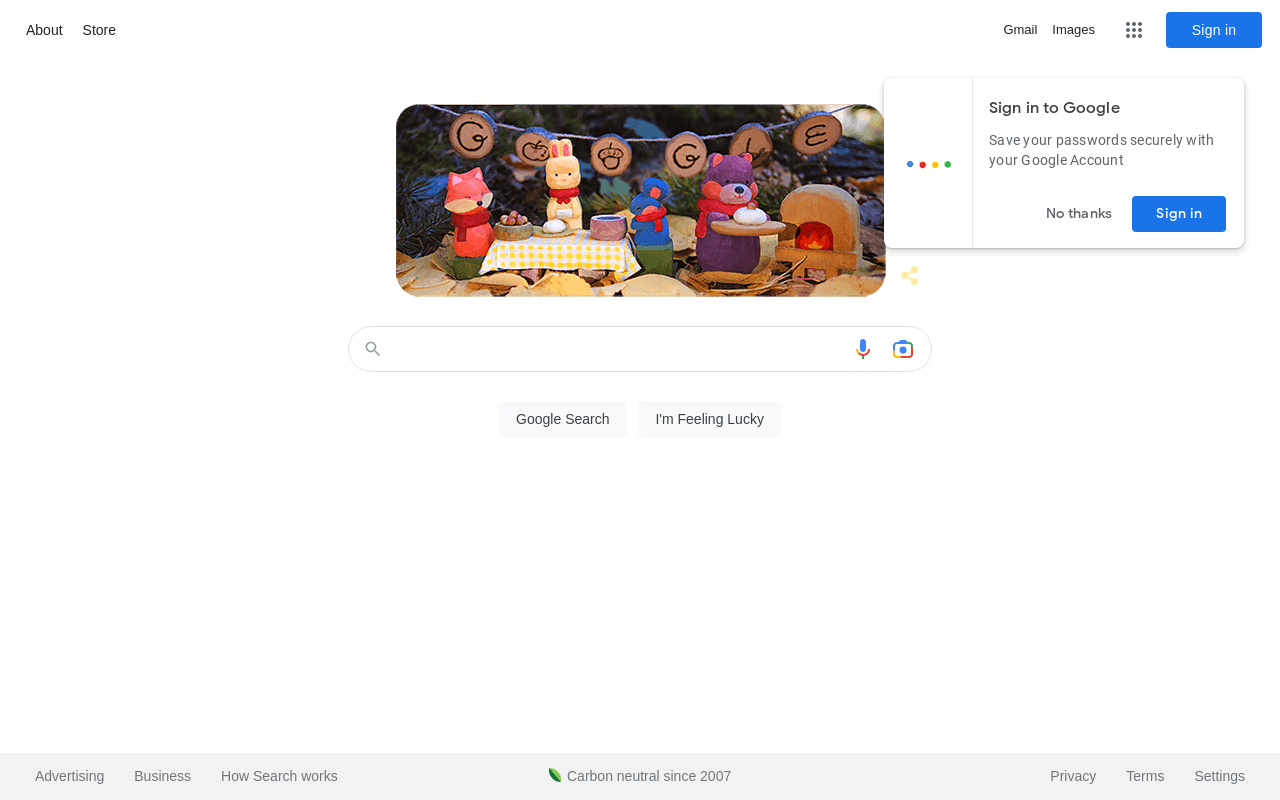 About
Store
Gmail
Images
Sign in
Sign in to Google
Save your passwords securely with
your Google Account
No thanks
Sign in
Google Search
I'm Feeling Lucky
Advertising
Business
How Search works
Carbon neutral since 2007
Privacy
Terms
Settings